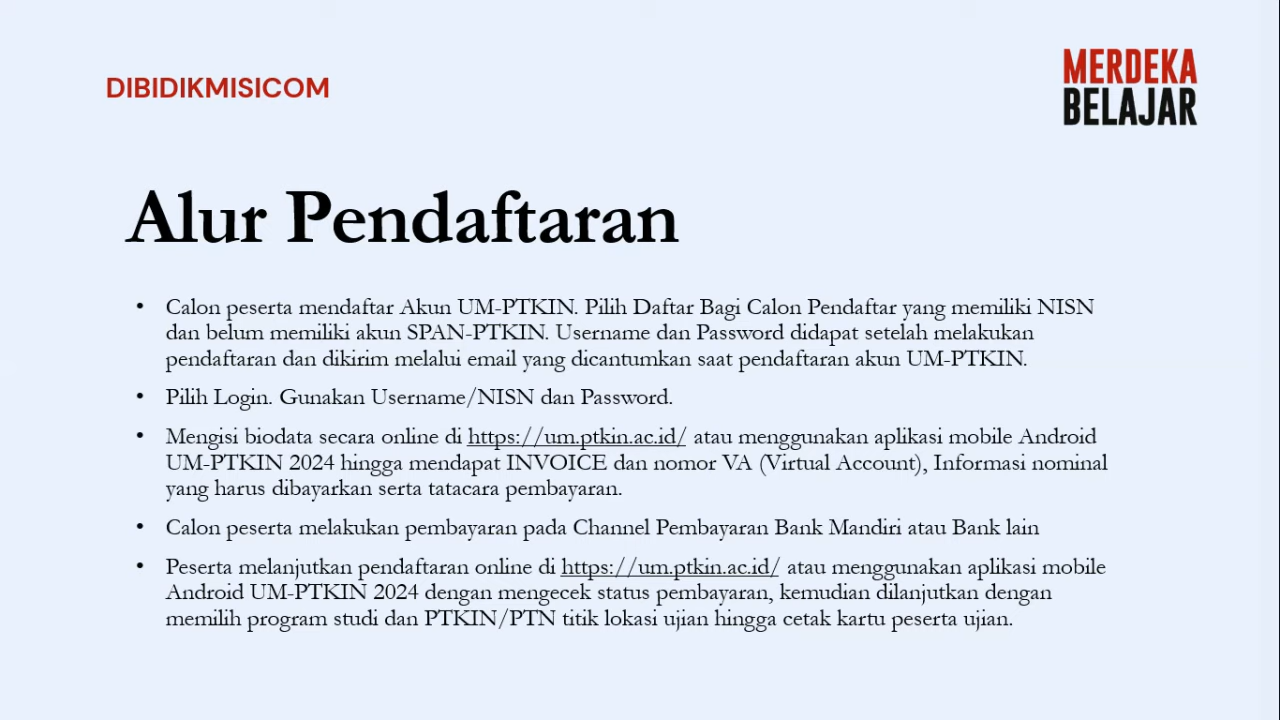 DIBIDIKMISICOM
MERDEKA
BELAJAR
Alur Pendaftaran
• Calon peserta mendaftar Akun UM-PTKIN. Pilih Daftar Bagi Calon Pendaftar yang memiliki NISN
dan belum memiliki akun SPAN-PTKIN. Username dan Password didapat setelah melakukan
pendaftaran dan dikirim melalui email yang dicantumkan saat pendaftaran akun UM-PTKIN.
• Pilih Login. Gunakan Username/NISN dan Password.
• Mengisi biodata secara online di https://um.ptkin.ac.id/ atau menggunakan aplikasi mobile Android
UM-PTKIN 2024 hingga mendapat INVOICE dan nomor VA (Virtual Account), Informasi nominal
yang harus dibayarkan serta tatacara pembayaran.
• Calon peserta melakukan pembayaran pada Channel Pembayaran Bank Mandiri atau Bank lain
• Peserta melanjutkan pendaftaran online di https://um.ptkin.ac.id/ atau menggunakan aplikasi mobile
Android UM-PTKIN 2024 dengan mengecek status pembayaran, kemudian dilanjutkan dengan
memilih program studi dan PTKIN/PTN titik lokasi ujian hingga cetak kartu peserta ujian.